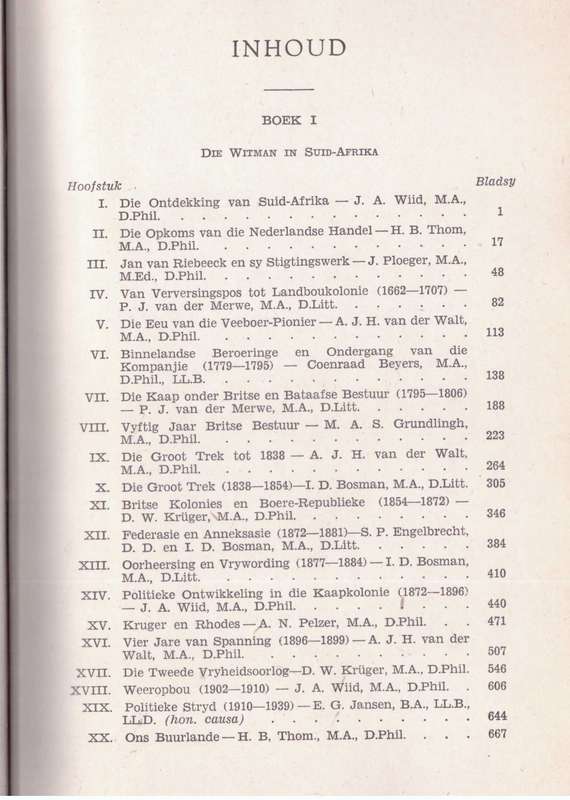 INHOUD
BOEK I
DIE WITMAN IN SUID-AFRIKA
Hoofstuk Bladsy
I. Die Ontdekking van Suid-Afrika — J. A. Wiid, M.A.,
D.Phil. . . . . . . . . . . . . . 1
II. Die Opkoms van die Nederlandse Handel — H. B. Thom,
M.A., D.Phil. . . . . . . . . . . . 17
III. Jan van Riebeeck en sy Stigtingswerk — J. Ploeger, M.A.,
M.Ed., D.Phil. . . . . . . . . . . . 48
IV. Van Verversingspos tot Landboukolonie (1662—1707) —
P. J. van der Merwe, M.A., D.Litt. . . . . . . 82
V. Die Eeu van die Veeboer-Pionier — A. J. H. van der Walt,
M.A., D.Phil. . . . . . . . . . . . 113
VI. Binnelandse Beroeringe en Ondergang van die
Kompanjie (1779—1795) — Coenraad Beyers, M.A.,
D.Phil., LL.B. . . . . . . . . . . . 138
VII. Die Kaap onder Britse en Bataafse Bestuur (1795—1806)
— P. J. van der Merwe, M.A., D.Litt. . . . . . 188
VIII. Vyftig Jaar Britse Bestuur — M. A. S. Grundlingh,
M.A., D.Phil. . . . . . . . . . . . 223
IX. Die Groot Trek tot 1838 — A. J. H. van der Walt,
M.A., D.Phil. . . . . . . . . . . . 264
X. Die Groot Trek (1838—1854)—I. D. Bosman, M.A., D.Litt. 305
XI. Britse Kolonies en Boere-Republieke (1854—1872) —
D. W. Krüger, M.A., D.Phil. . . . . . . . . 346
XII. Federasie en Anneksasie (1872—1881)—S. P. Engelbrecht,
D. D. en I. D. Bosman, M.A., D.Litt. . . . . . 384
XIII. Oorheersing en Vrywording (1877—1884) — I. D. Bosman,
M.A., D.Litt. . . . . . . . . . . . 410
XIV. Politieke Ontwikkeling in die Kaapkolonie (1872—1896)
— J. A. Wiid, M.A., D.Phil. . . . . . . . . 440
XV. Kruger en Rhodes — A. N. Pelzer, M.A., D.Phil. . . 471
XVI. Vier Jare van Spanning (1896—1899) — A. J. H. van der
Walt, M.A., D.Phil. . . . . . . . . . 507
XVII. Die Tweede Vryheidsoorlog—D. W. Krüger, M.A., D.Phil. 546
XVIII. Weeropbou (1902—1910) — J. A. Wiid, M.A., D.Phil. . 606
XIX. Politieke Stryd (1910—1939) — E. G. Jansen, B.A., LL.B.,
LL.D. (hon. causa) . . . . . . . . . 644
XX. Ons Buurlande — H. B. Thom., M.A., D.Phil. . . . 667